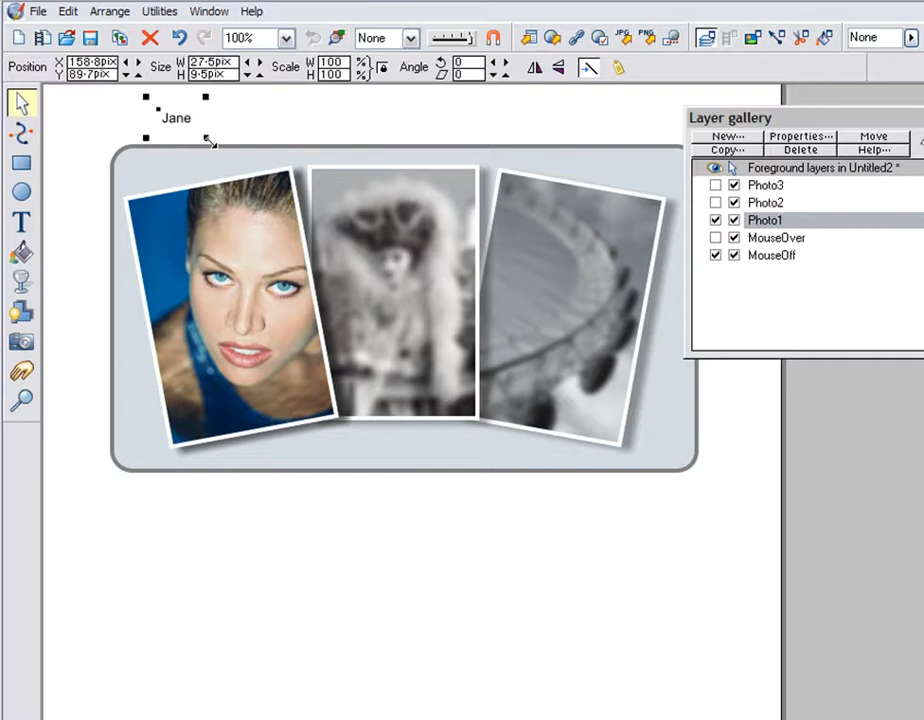 File Edit Arrange Utilities Window Help
100% None None
Position X 158·8pix Y 89·7pix Size W 27·5pix H 9·5pix Scale W 100 H 100 % % Angle 0 0
Jane
Layer gallery
New··· Properties··· Move
Copy··· Delete Help···
Foreground layers in Untitled2 *
Photo3
Photo2
Photo1
MouseOver
MouseOff
JPG PNG
T